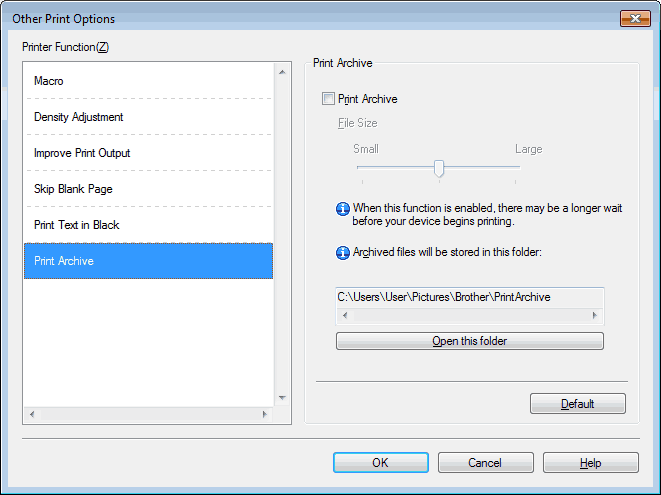 Other Print Options
Printer Function(Z)
Macro
Density Adjustment
Improve Print Output
Skip Blank Page
Print Text in Black
Print Archive
Print Archive
Print Archive
File Size
Small Large
When this function is enabled, there may be a longer wait
before your device begins printing.
Archived files will be stored in this folder:
C:\Users\User\Pictures\Brother\PrintArchive
Open this folder
Default
OK Cancel Help